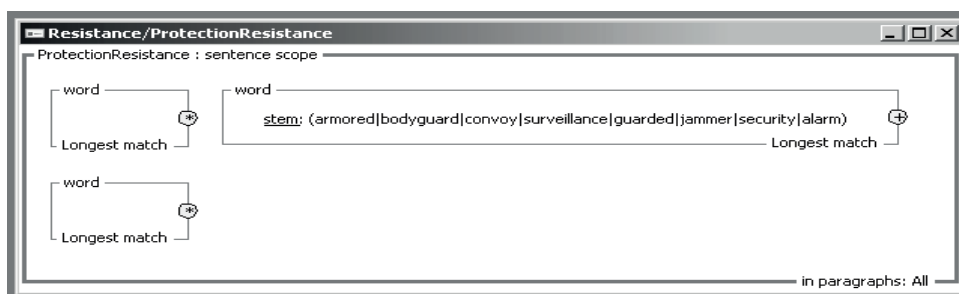 Resistance/ProtectionResistance
ProtectionResistance : sentence scope
word word
* stem: (armored|bodyguard|convoy|surveillance|guarded|jammer|security|alarm) +
Longest match Longest match
word
*
Longest match
in paragraphs: All